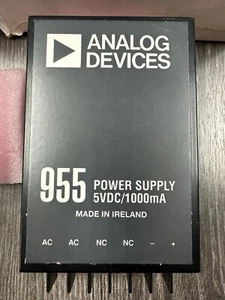 ANALOG
DEVICES
955 POWER SUPPLY
5VDC/1000mA
MADE IN IRELAND
AC AC NC NC − +